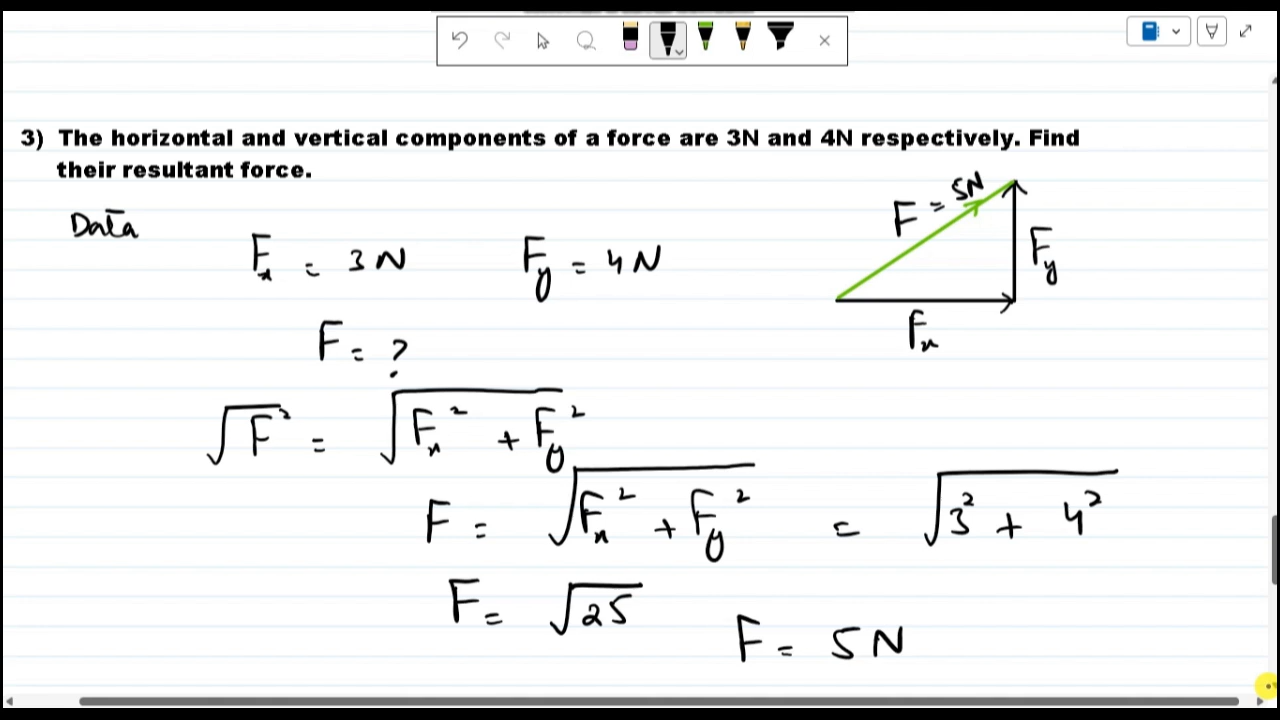 3) The horizontal and vertical components of a force are 3N and 4N respectively. Find
their resultant force.
Data
Fx = 3N Fy = 4N
F = 5N
Fy
Fx
F = ?
√F² = √Fx² + Fy²
F = √Fx² + Fy² = √3² + 4²
F = √25
F = 5N